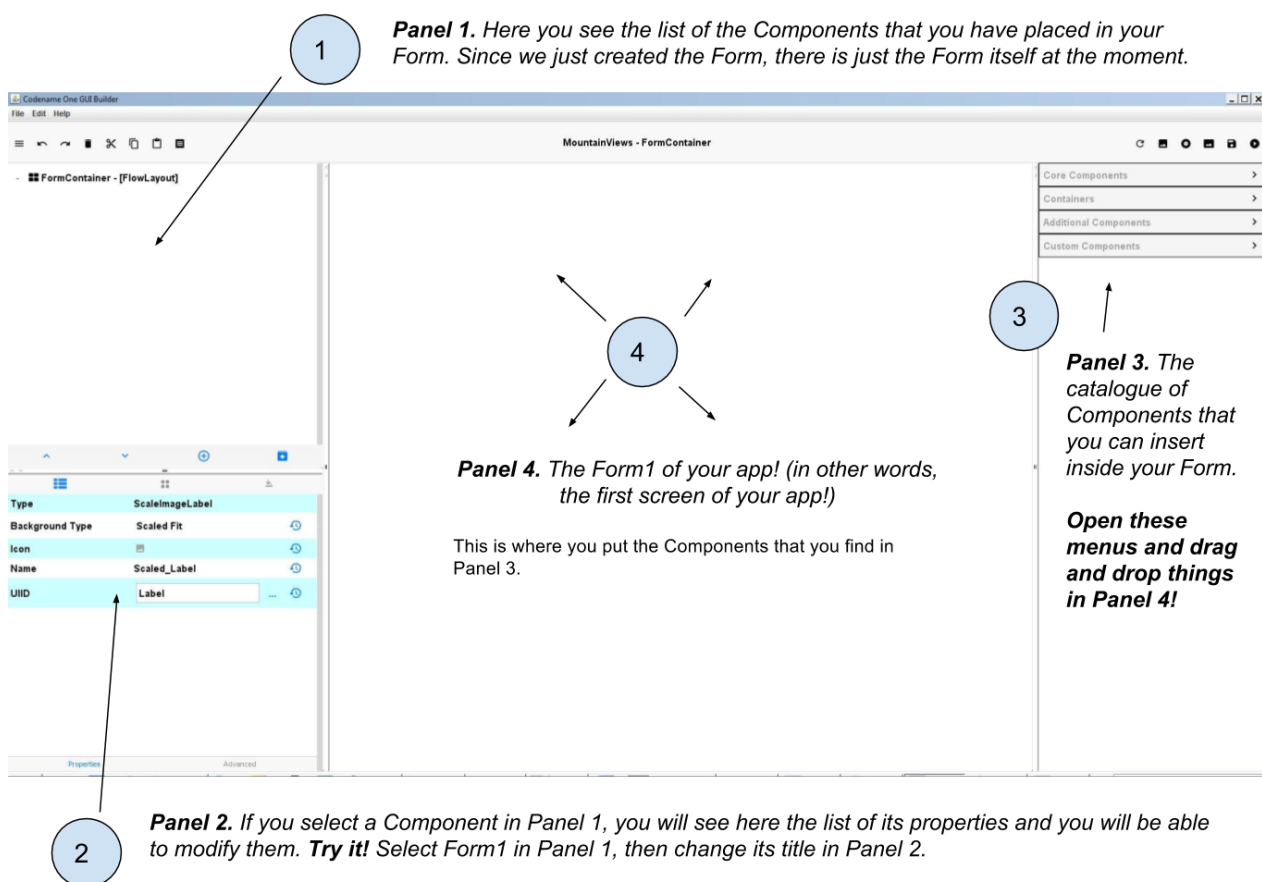 1
Panel 1. Here you see the list of the Components that you have placed in your
Form. Since we just created the Form, there is just the Form itself at the moment.
Codename One GUI Builder
File Edit Help
MountainViews - FormContainer
FormContainer - [FlowLayout]
Core Components
Containers
Additional Components
Custom Components
3
4
Panel 3. The
catalogue of
Components that
you can insert
inside your Form.
Open these
menus and drag
and drop things
in Panel 4!
Panel 4. The Form1 of your app! (in other words,
the first screen of your app!)
This is where you put the Components that you find in
Panel 3.
Type ScaleImageLabel
Background Type Scaled Fit
Icon
Name Scaled_Label
UIID Label ...
Properties Advanced
2
Panel 2. If you select a Component in Panel 1, you will see here the list of its properties and you will be able
to modify them. Try it! Select Form1 in Panel 1, then change its title in Panel 2.